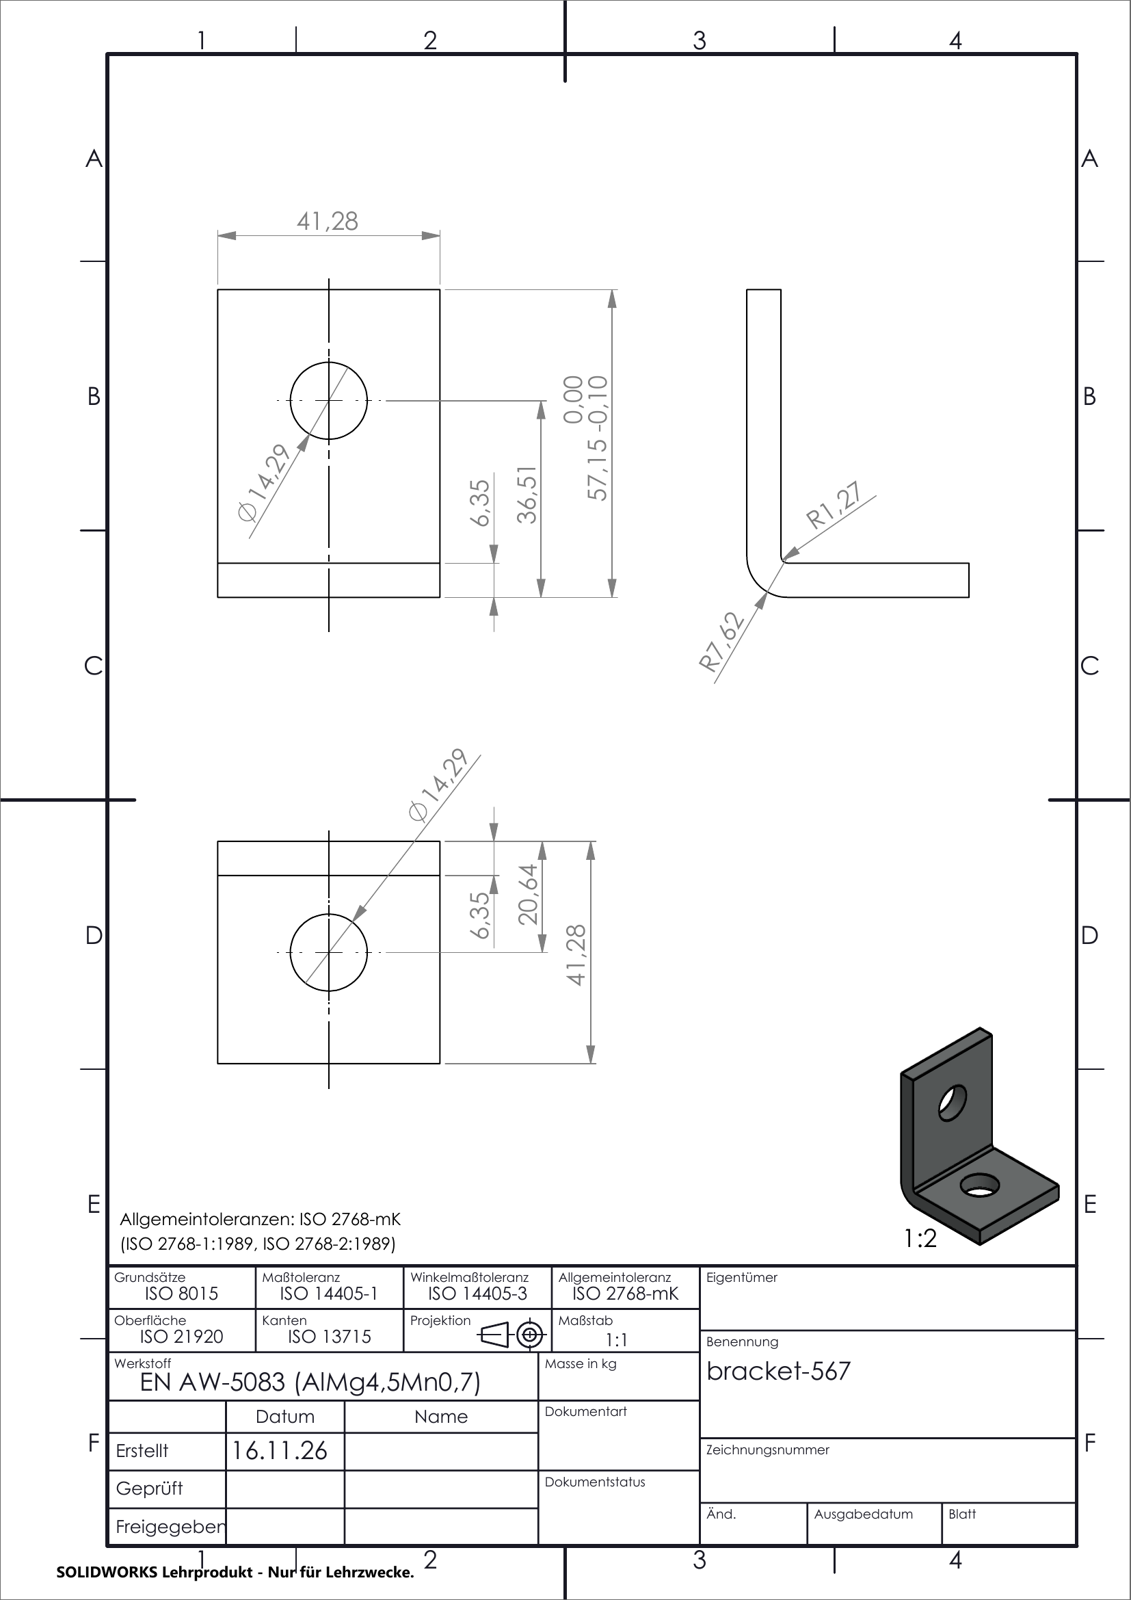 1 2 3 4
A A
41,28
B B
Ø14,29
6,35
36,51
0,00
57,15 -0,10
R1,27
R7,62
C C
Ø14,29
6,35
20,64
41,28
D D
E E
1:2
Allgemeintoleranzen: ISO 2768-mK
(ISO 2768-1:1989, ISO 2768-2:1989)
Grundsätze Maßtoleranz Winkelmaßtoleranz Allgemeintoleranz Eigentümer
ISO 8015 ISO 14405-1 ISO 14405-3 ISO 2768-mK
Oberfläche Kanten Projektion Maßstab
ISO 21920 ISO 13715 1:1
Benennung
bracket-567
Werkstoff Masse in kg
EN AW-5083 (AlMg4,5Mn0,7)
Datum Name Dokumentart
F F
Erstellt 16.11.26 Zeichnungsnummer
Geprüft Dokumentstatus
Freigegeben Änd. Ausgabedatum Blatt
1 2 3 4
SOLIDWORKS Lehrprodukt - Nur für Lehrzwecke.